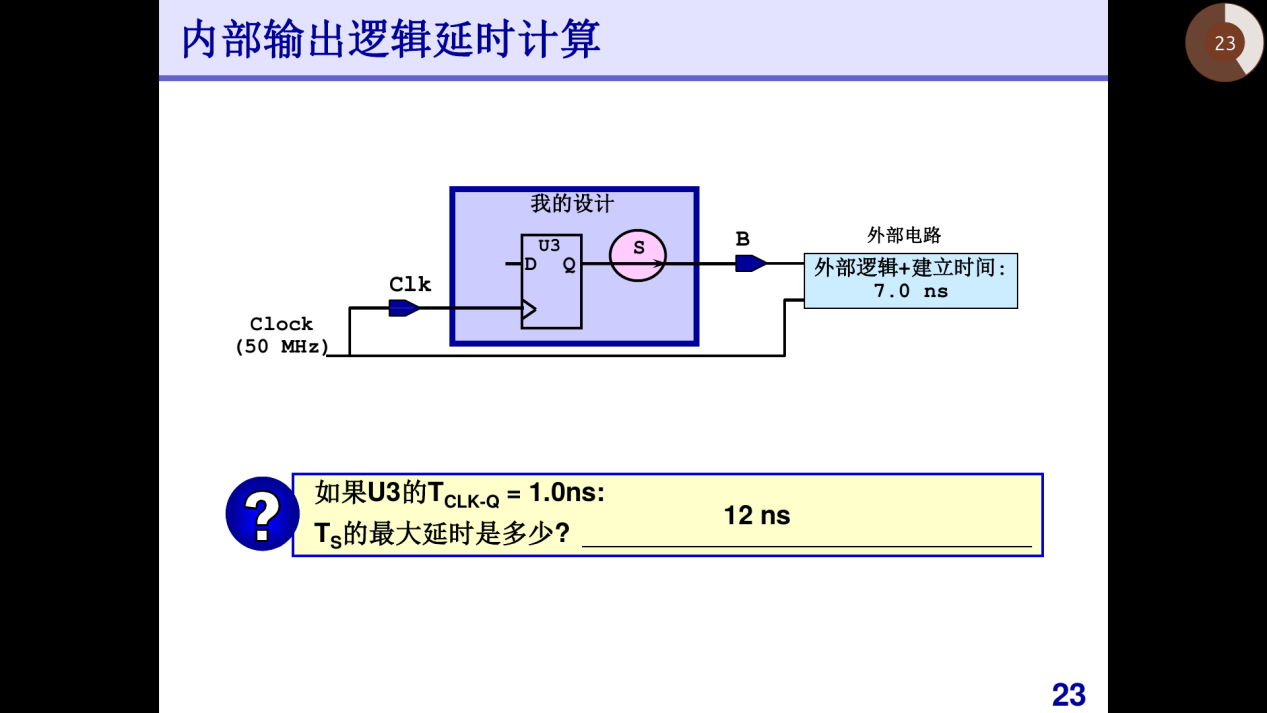 内部输出逻辑延时计算
23
我的设计
U3
S
D Q
B
外部电路
外部逻辑+建立时间:
7.0 ns
Clk
Clock
(50 MHz)
?
如果U3的TCLK-Q = 1.0ns:
TS的最大延时是多少?
12 ns
23